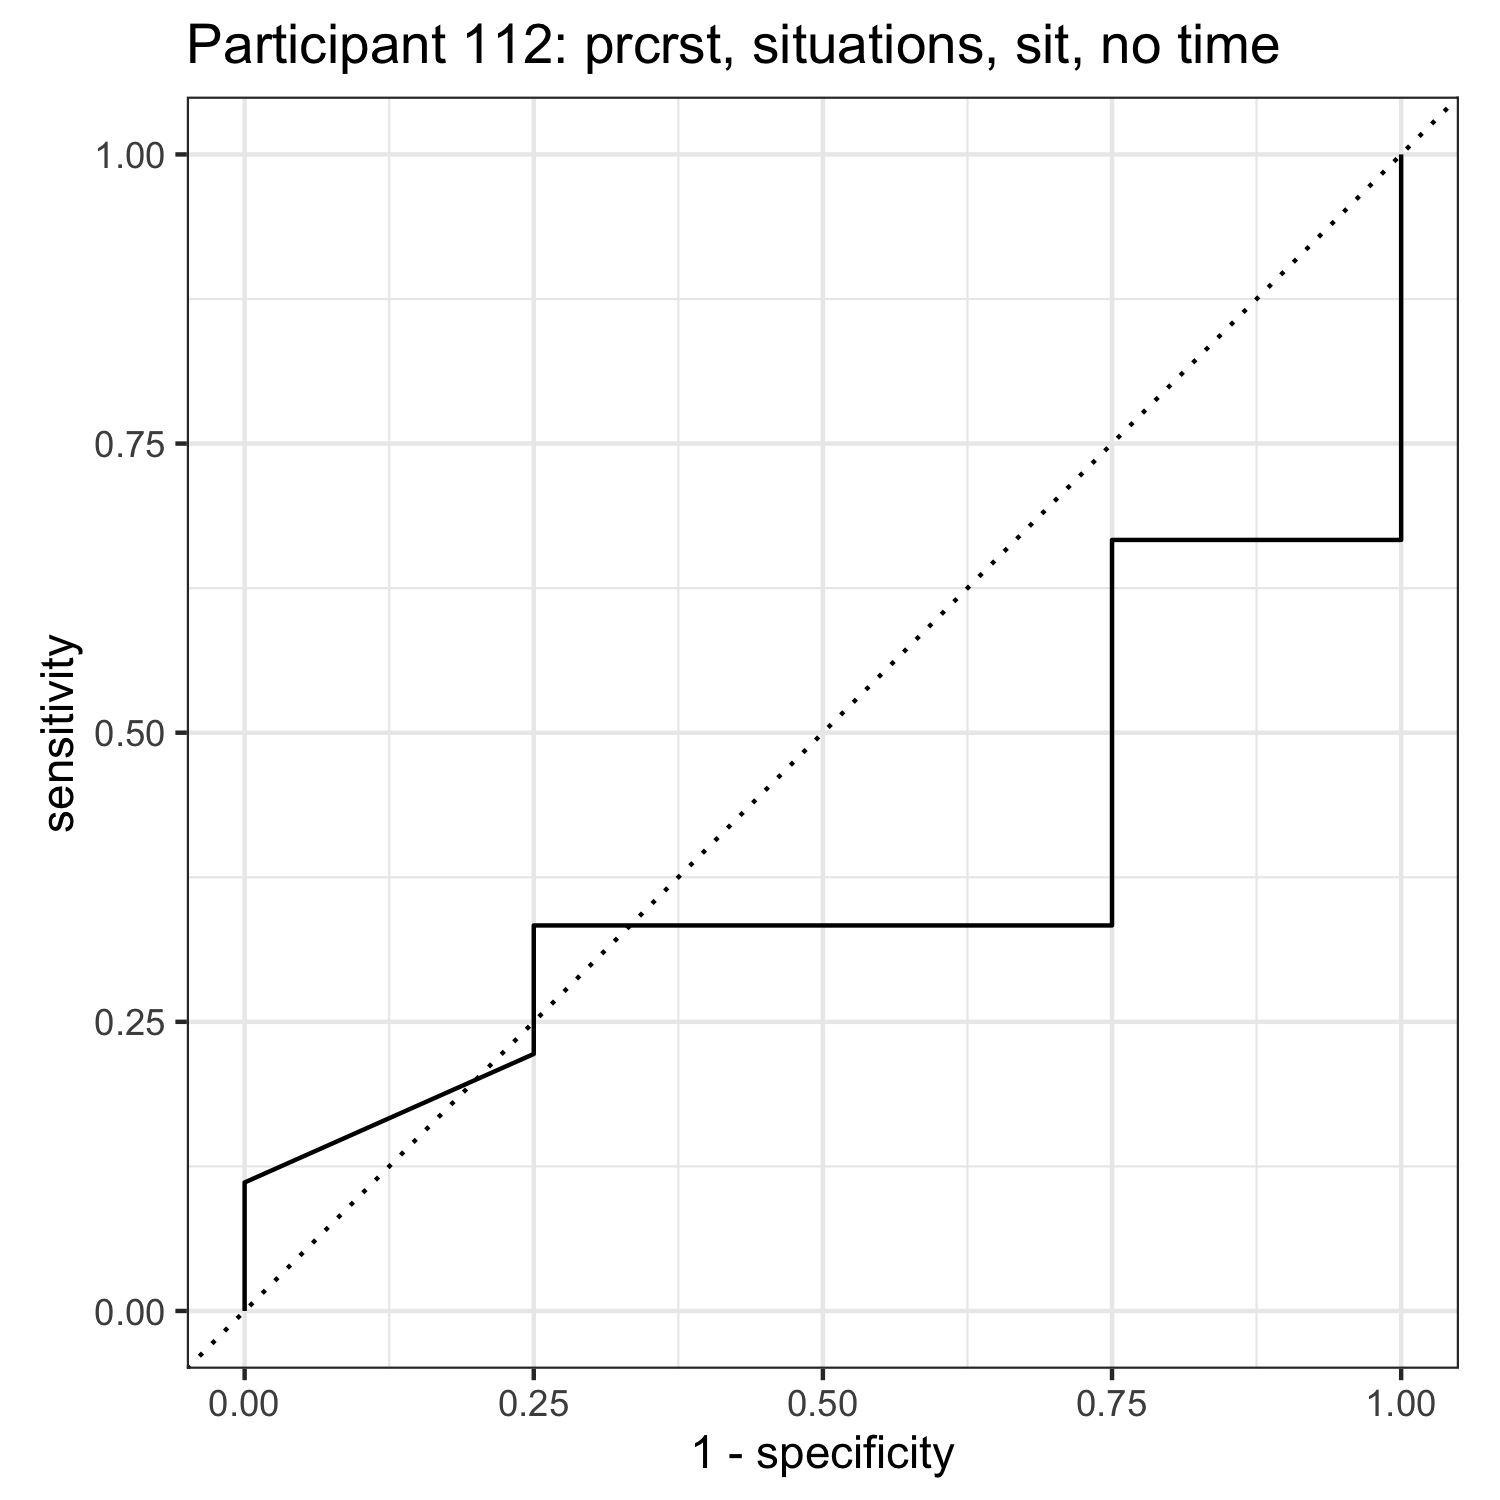 Participant 112: prcrst, situations, sit, no time
1.00
0.75
0.50
0.25
0.00
sensitivity
0.00 0.25 0.50 0.75 1.00
1 - specificity